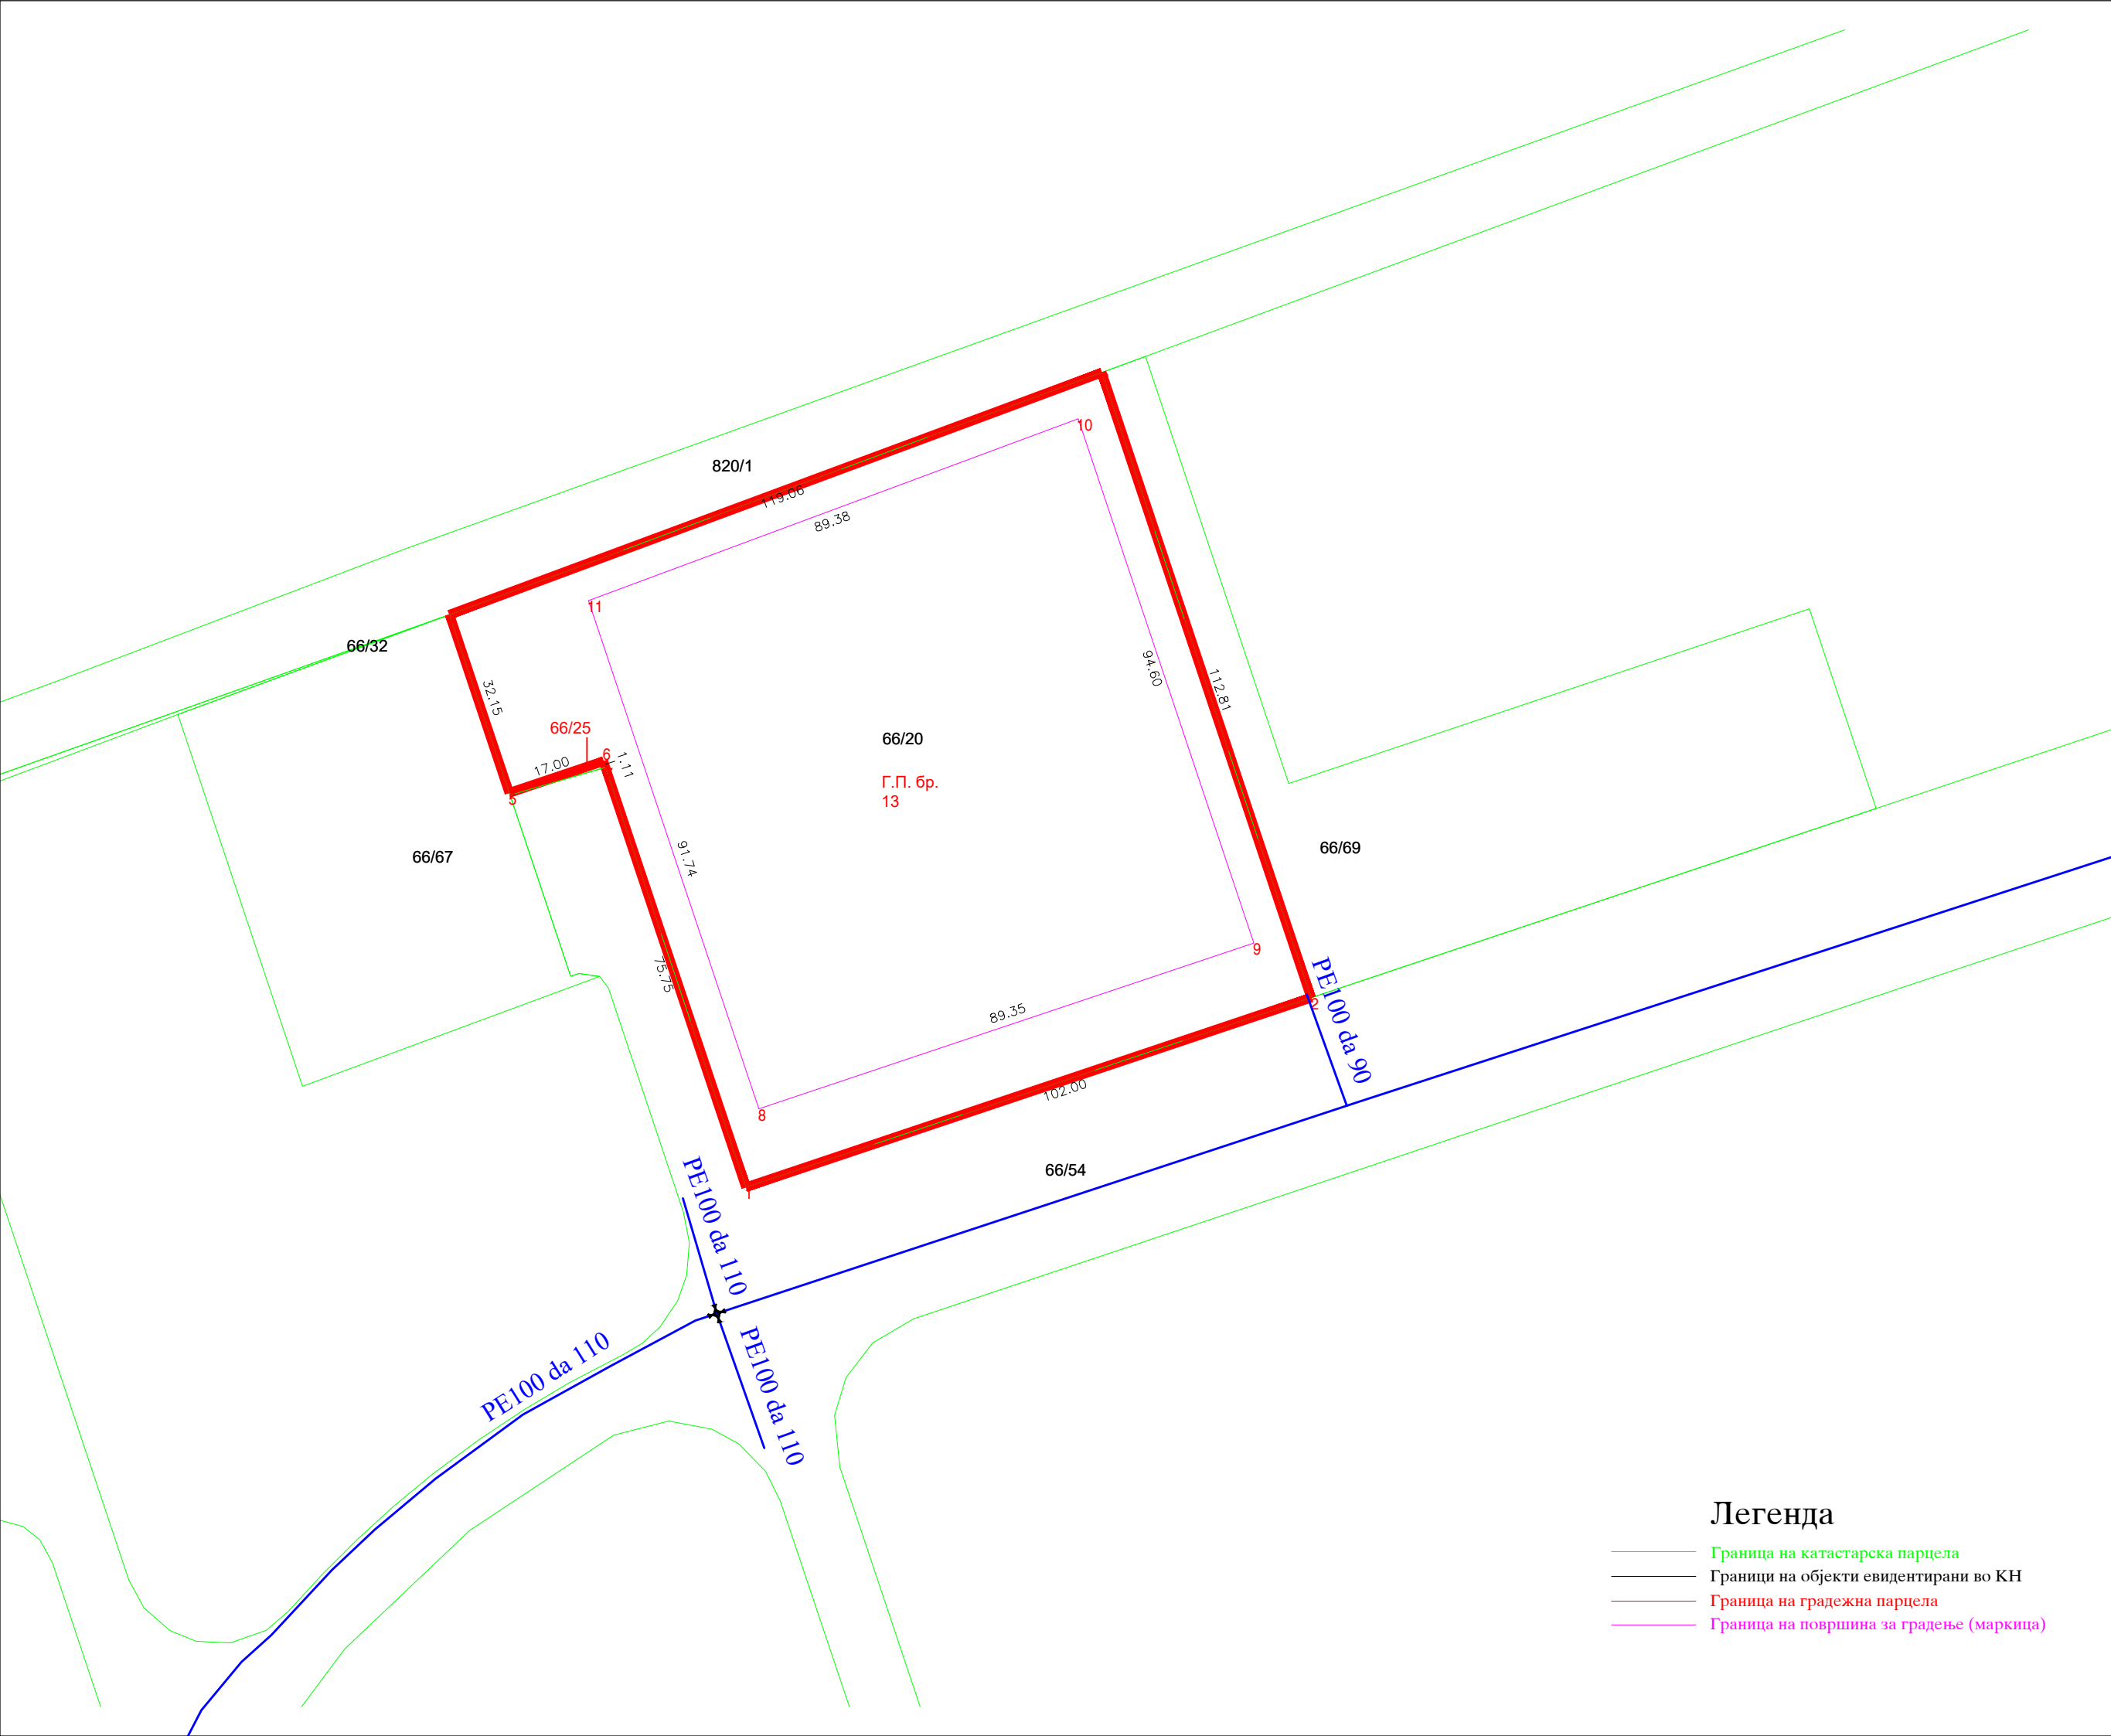 10
820/1
119.06
89.38
11
66/32
94.60
32.15
112.81
66/25
66/20
6
1.11
17.00
Г.П. бр.
13
5
66/69
91.74
66/67
9
75.75
PE100 da 90
2
89.35
102.00
8
66/54
1
PE100 da 110
PE100 da 110
PE100 da 110
Легенда
Граница на катастарска парцела
Граници на објекти евидентирани во КН
Граница на градежна парцела
Граница на површина за градење (маркица)